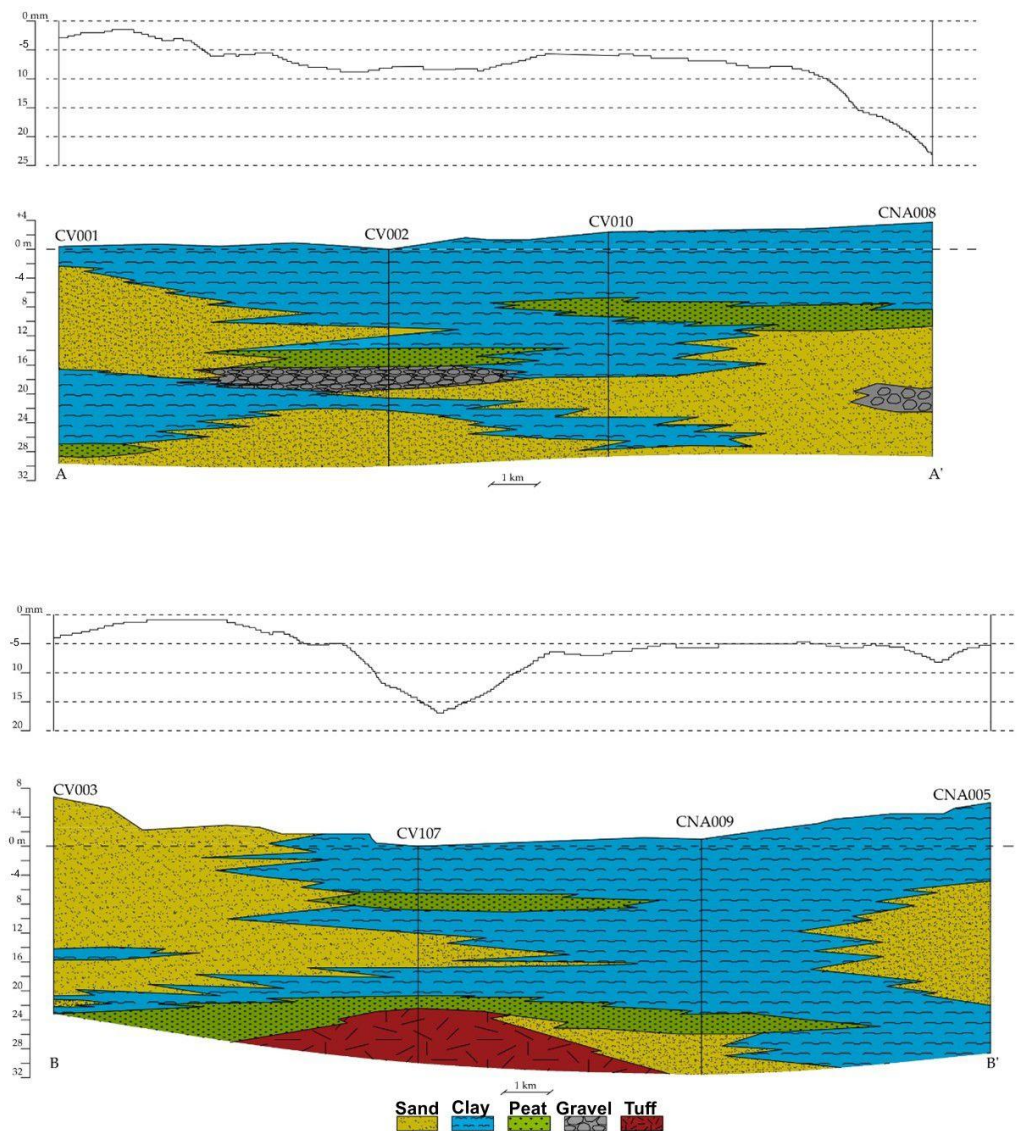 0 mm
-5
10
15
20
25
+4
0 m
-4
8
12
16
20
24
28
32
CV001
CV002
CV010
CNA008
A
A'
1 km
0 mm
-5
10
15
20
8
+4
0 m
-4
8
12
16
20
24
28
32
CV003
CV107
CNA009
CNA005
B
B'
1 km
Sand Clay Peat Gravel Tuff